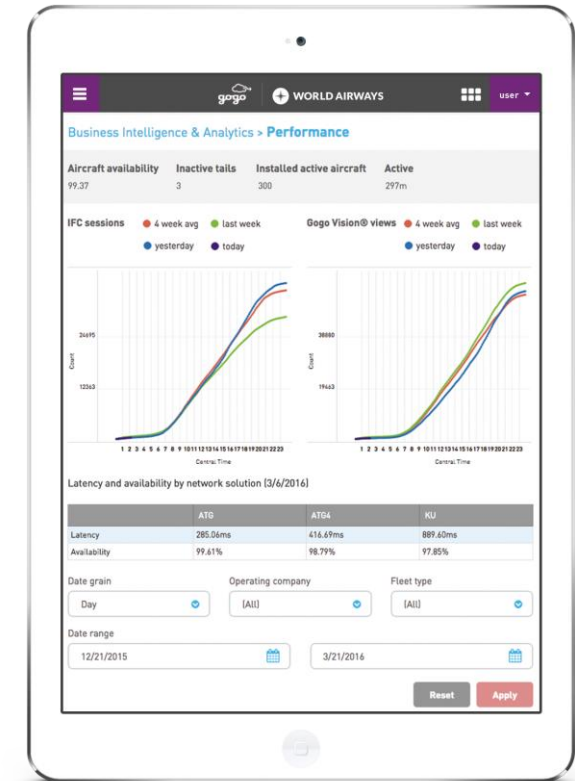 gogo WORLD AIRWAYS user
Business Intelligence & Analytics > Performance
Aircraft availability Inactive tails Installed active aircraft Active
99.37 3 300 297m
IFC sessions 4 week avg last week
yesterday today
24695
12363
Count
1 2 3 4 5 6 7 8 9 10 11 12 13 14 15 16 17 18 19 20 21 22 23
Central Time
Gogo Vision® views 4 week avg last week
yesterday today
38880
19463
Count
1 2 3 4 5 6 7 8 9 10 11 12 13 14 15 16 17 18 19 20 21 22 23
Central Time
Latency and availability by network solution (3/6/2016)
ATG ATG4 KU
Latency 285.06ms 416.69ms 889.60ms
Availability 99.61% 98.79% 97.85%
Date grain Operating company Fleet type
Day (All) (All)
Date range
12/21/2015 3/21/2016
Reset Apply